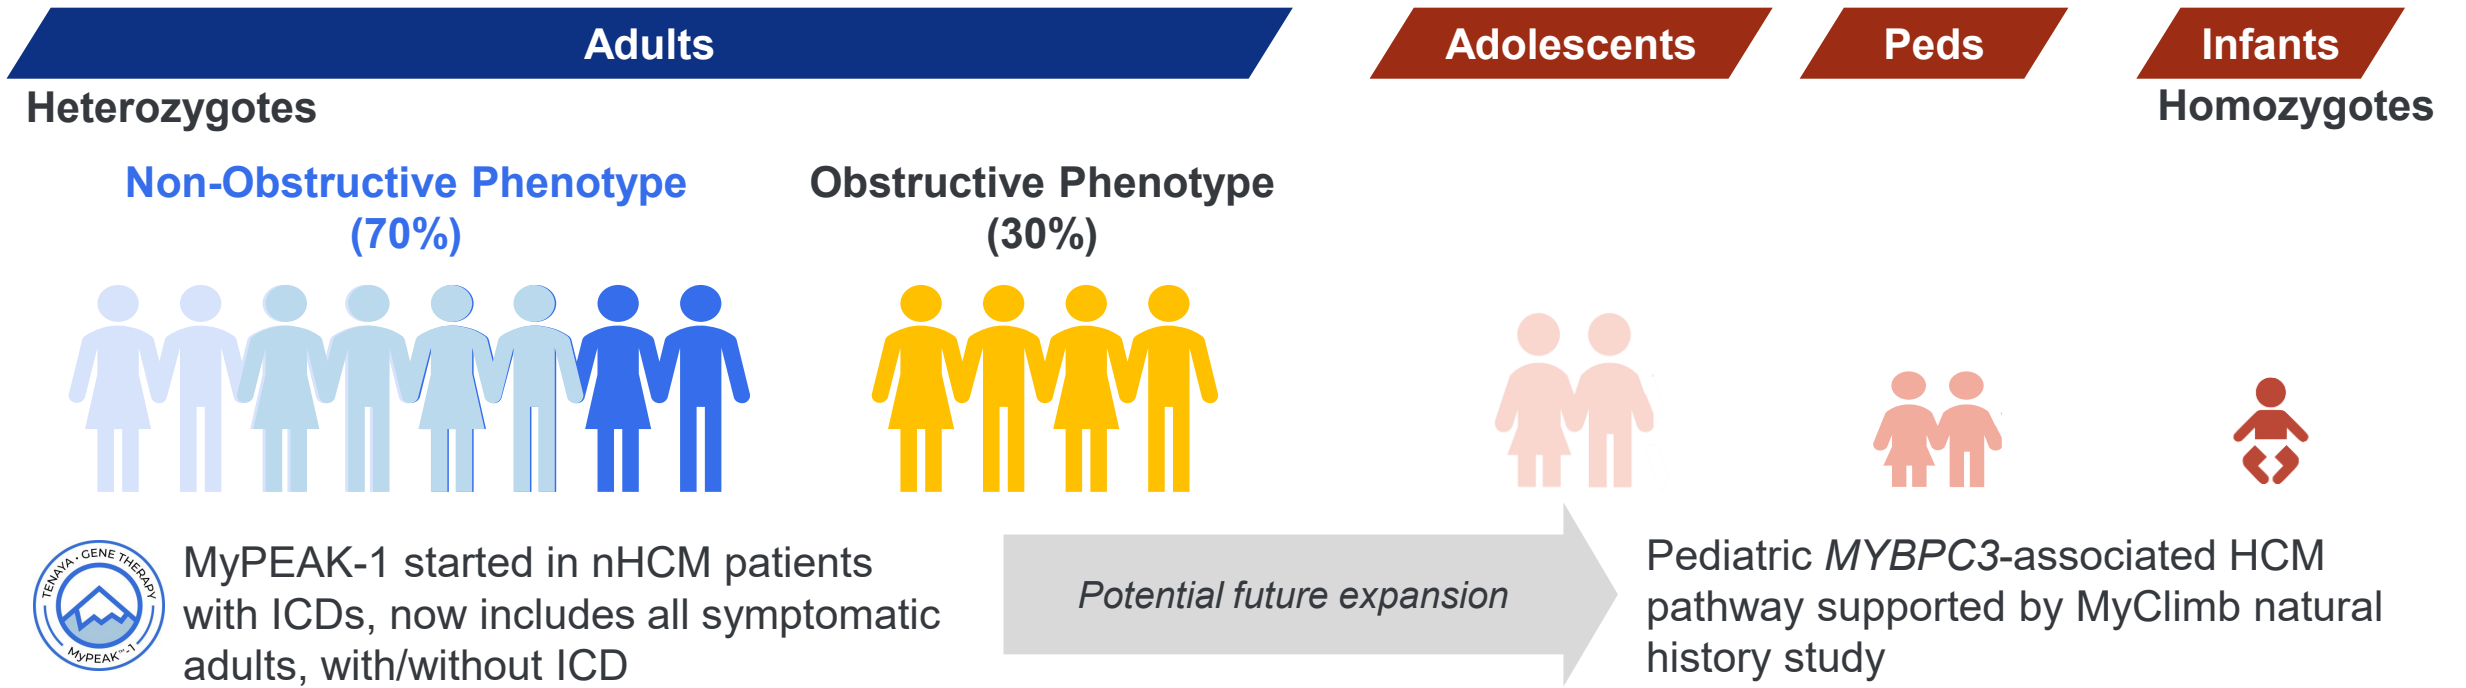 Adults
Adolescents
Peds
Infants
Heterozygotes
Homozygotes
Non-Obstructive Phenotype
(70%)
Obstructive Phenotype
(30%)
TENAYA · GENE THERAPY
MyPEAK™-1
MyPEAK-1 started in nHCM patients
with ICDs, now includes all symptomatic
adults, with/without ICD
Potential future expansion
Pediatric MYBPC3-associated HCM
pathway supported by MyClimb natural
history study